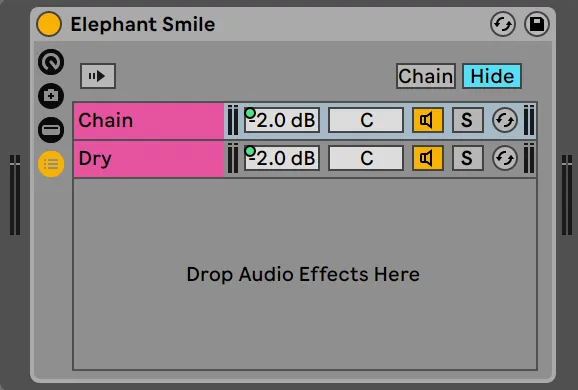 Elephant Smile
Chain Hide
Chain -2.0 dB C S
Dry -2.0 dB C S
Drop Audio Effects Here